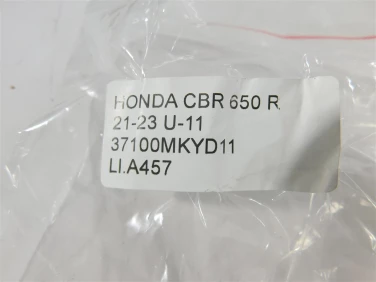 HONDA CBR 650 R
21-23 U-11
37100MKYD11
LI.A457